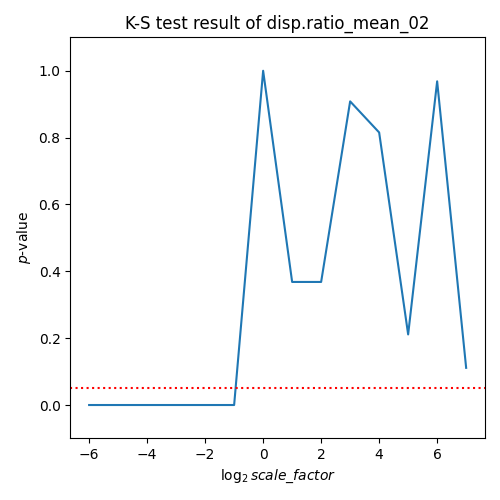 K-S test result of disp.ratio_mean_02
1.0
0.8
0.6
0.4
0.2
0.0
p-value
−6 −4 −2 0 2 4 6
log₂ scale_factor